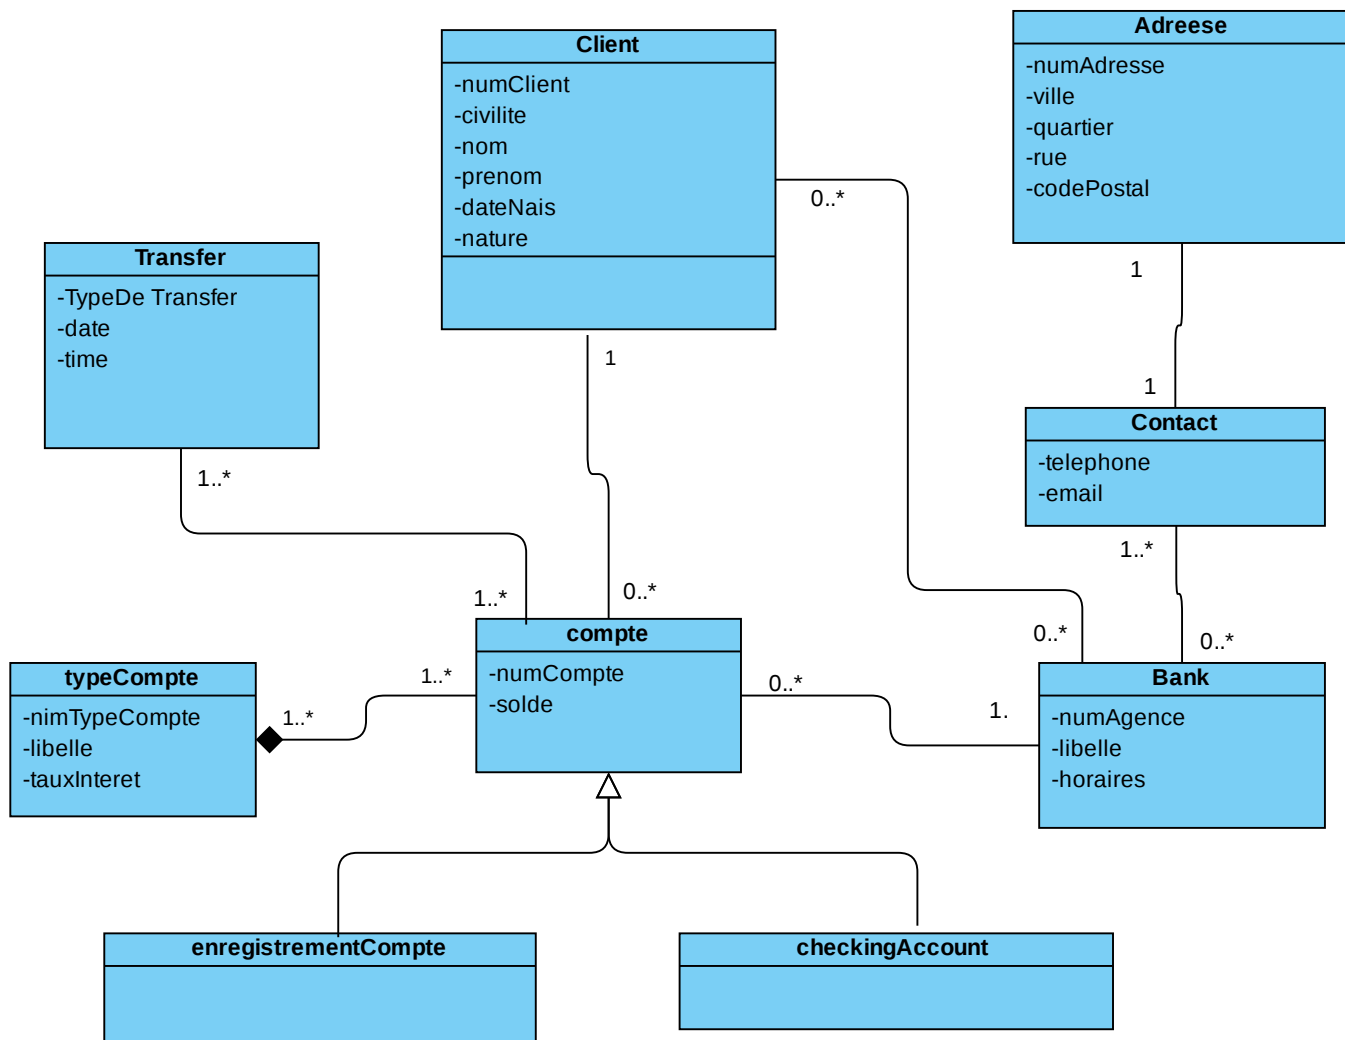 Client
-numClient
-civilite
-nom
-prenom
-dateNais
-nature
Adreese
-numAdresse
-ville
-quartier
-rue
-codePostal
0..*
Transfer
-TypeDe Transfer
-date
-time
1
1
1
Contact
-telephone
-email
1..*
1..*
1..*
0..*
0..*
0..*
compte
-numCompte
-solde
typeCompte
-nimTypeCompte
-libelle
-tauxInteret
1..*
1..*
0..*
1.
Bank
-numAgence
-libelle
-horaires
enregistrementCompte
checkingAccount